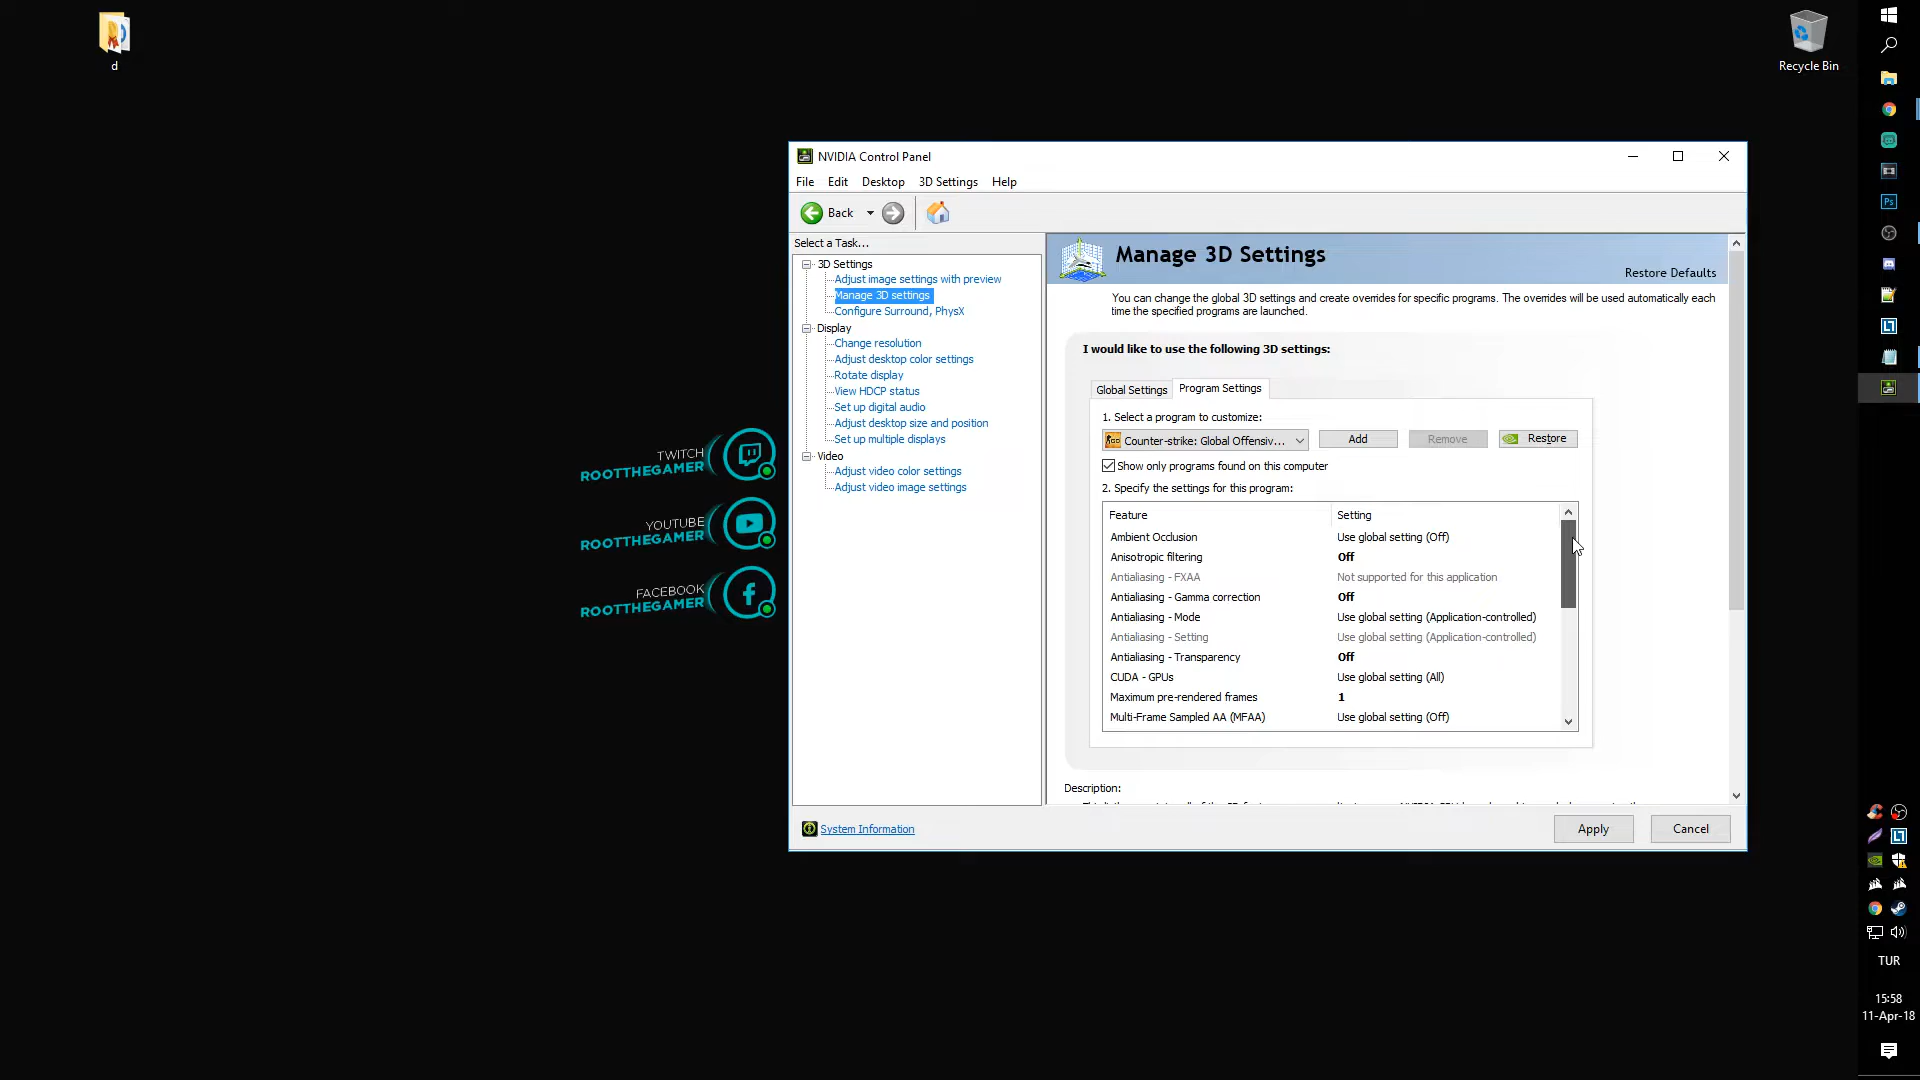 d
Recycle Bin
NVIDIA Control Panel
File Edit Desktop 3D Settings Help
Back
Select a Task...
3D Settings
Adjust image settings with preview
Manage 3D settings
Configure Surround, PhysX
Display
Change resolution
Adjust desktop color settings
Rotate display
View HDCP status
Set up digital audio
Adjust desktop size and position
Set up multiple displays
Video
Adjust video color settings
Adjust video image settings
System Information
Manage 3D Settings
Restore Defaults
You can change the global 3D settings and create overrides for specific programs. The overrides will be used automatically each
time the specified programs are launched.
I would like to use the following 3D settings:
Global Settings Program Settings
1. Select a program to customize:
Counter-strike: Global Offensiv... Add Remove Restore
Show only programs found on this computer
2. Specify the settings for this program:
Feature Setting
Ambient Occlusion Use global setting (Off)
Anisotropic filtering Off
Antialiasing - FXAA Not supported for this application
Antialiasing - Gamma correction Off
Antialiasing - Mode Use global setting (Application-controlled)
Antialiasing - Setting Use global setting (Application-controlled)
Antialiasing - Transparency Off
CUDA - GPUs Use global setting (All)
Maximum pre-rendered frames 1
Multi-Frame Sampled AA (MFAA) Use global setting (Off)
Description:
Apply Cancel
TWITCH
ROOTTHEGAMER
YOUTUBE
ROOTTHEGAMER
FACEBOOK
ROOTTHEGAMER
Ps
TUR
15:58
11-Apr-18